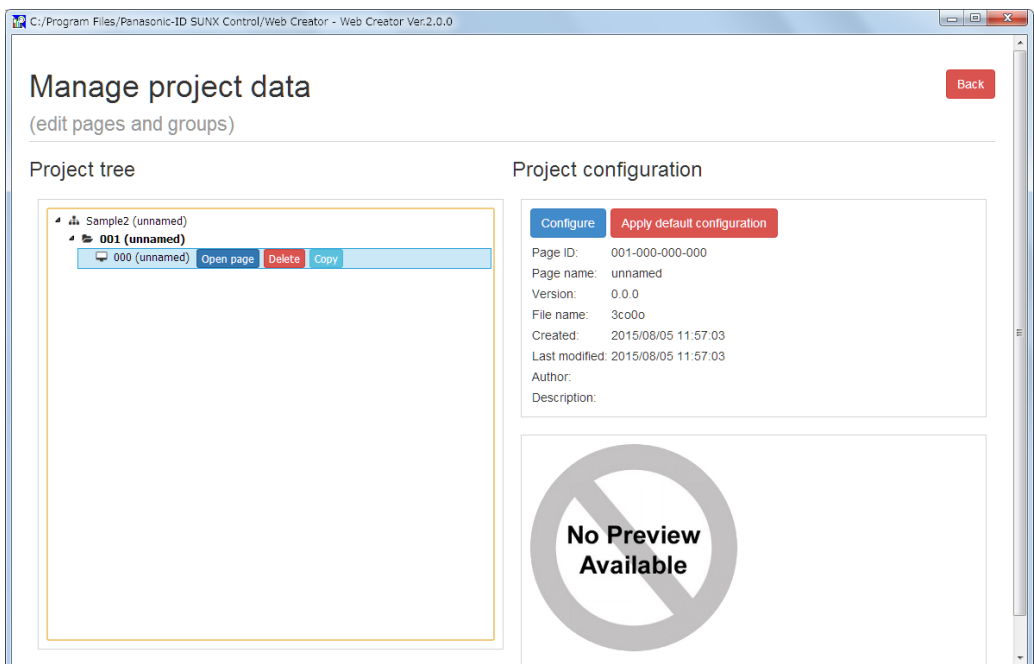 C:/Program Files/Panasonic-ID SUNX Control/Web Creator - Web Creator Ver.2.0.0
Manage project data
Back
(edit pages and groups)
Project tree
Sample2 (unnamed)
001 (unnamed)
000 (unnamed) Open page Delete Copy
Project configuration
Configure Apply default configuration
Page ID: 001-000-000-000
Page name: unnamed
Version: 0.0.0
File name: 3co0o
Created: 2015/08/05 11:57:03
Last modified: 2015/08/05 11:57:03
Author:
Description:
No Preview
Available